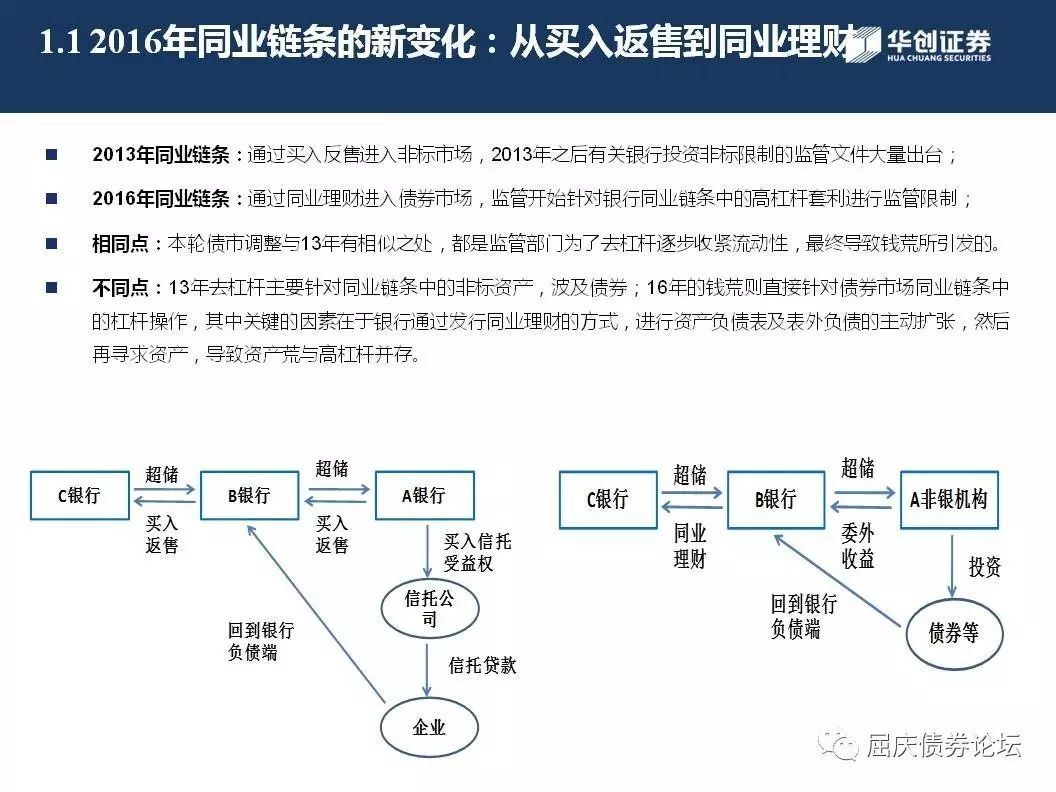 1.1 2016年同业链条的新变化：从买入返售到同业理财
华创证券
HUA CHUANG SECURITIES
■ 2013年同业链条：通过买入反售进入非标市场，2013年之后有关银行投资非标限制的监管文件大量出台；
■ 2016年同业链条：通过同业理财进入债券市场，监管开始针对银行同业链条中的高杠杆套利进行监管限制；
■ 相同点：本轮债市调整与13年有相似之处，都是监管部门为了去杠杆逐步收紧流动性，最终导致钱荒所引发的。
■ 不同点：13年去杠杆主要针对同业链条中的非标资产，波及债券；16年的钱荒则直接针对债券市场同业链条中
的杠杆操作，其中关键的因素在于银行通过发行同业理财的方式，进行资产负债表及表外负债的主动扩张，然后
再寻求资产，导致资产荒与高杠杆并存。
C银行
超储
买入
返售
B银行
超储
买入
返售
A银行
买入信托
受益权
信托公
司
信托贷款
企业
回到银行
负债端
C银行
超储
同业
理财
B银行
超储
委外
收益
A非银机构
投资
债券等
回到银行
负债端
屈庆债券论坛